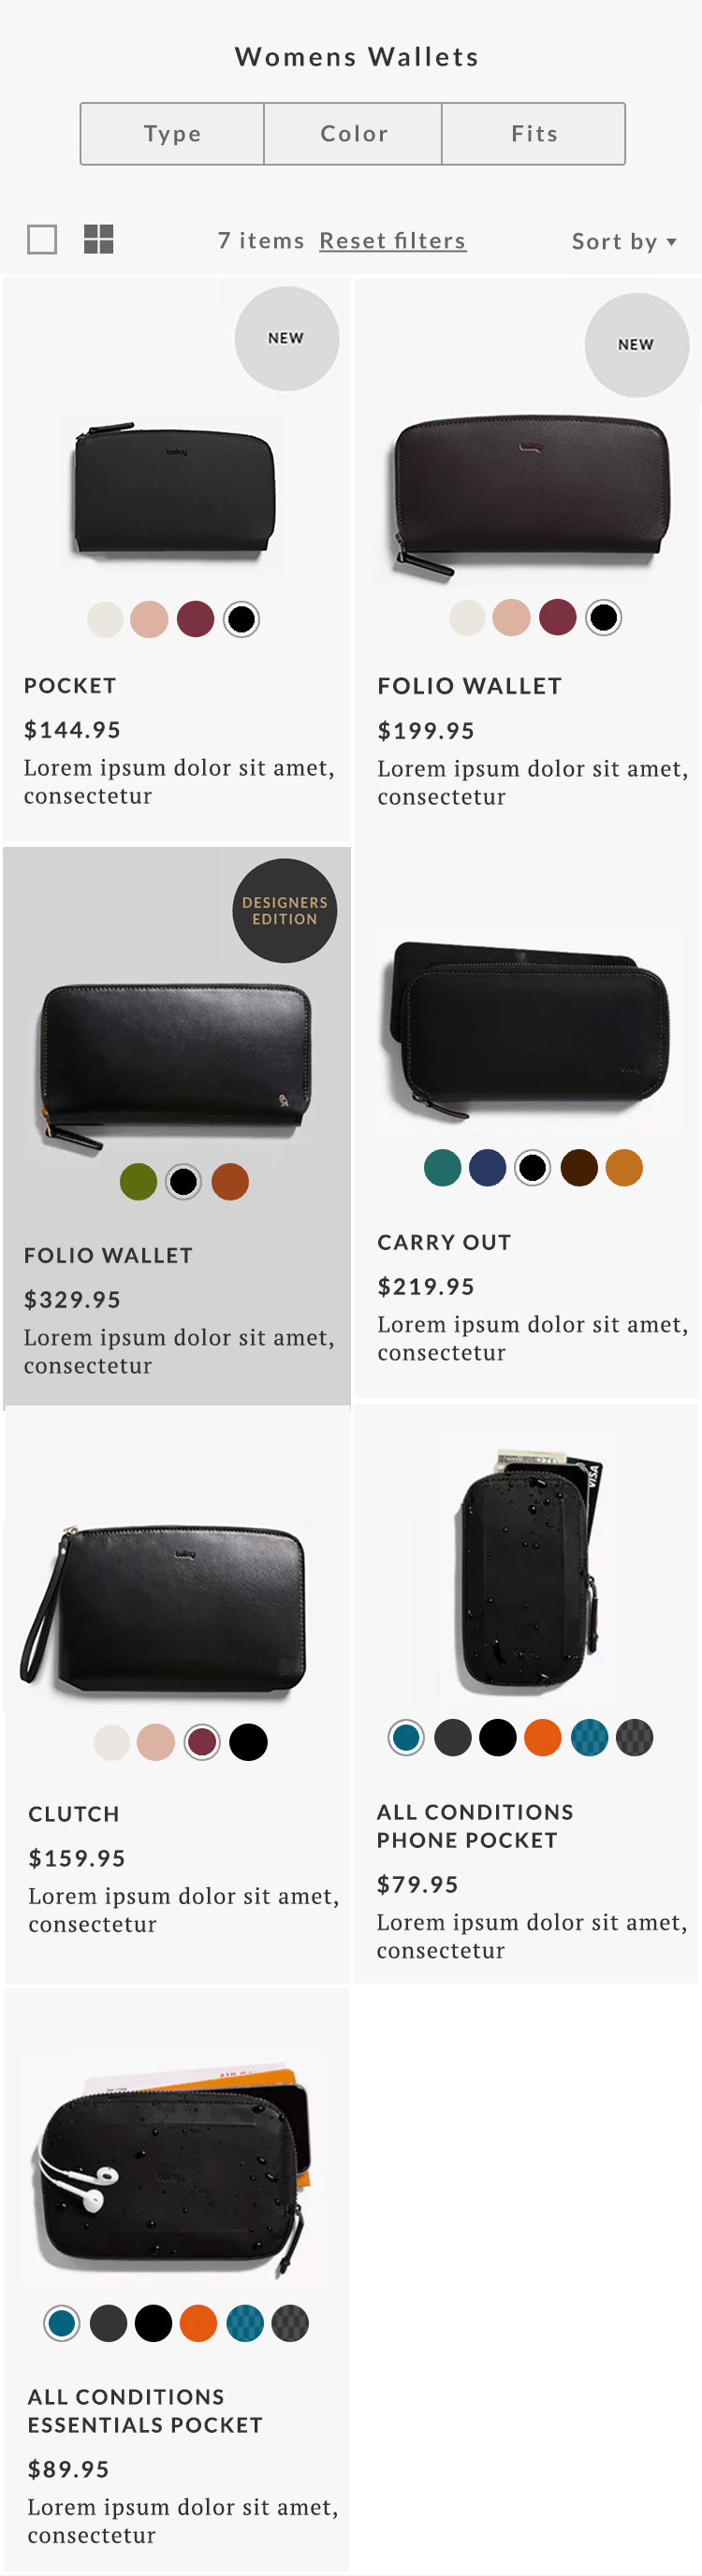 Womens Wallets
Type
Color
Fits
7 items
Reset filters
Sort by
NEW
NEW
bellroy
POCKET
$144.95
Lorem ipsum dolor sit amet,
consectetur
FOLIO WALLET
$199.95
Lorem ipsum dolor sit amet,
consectetur
DESIGNERS
EDITION
FOLIO WALLET
$329.95
Lorem ipsum dolor sit amet,
consectetur
CARRY OUT
$219.95
Lorem ipsum dolor sit amet,
consectetur
bellroy
CLUTCH
$159.95
Lorem ipsum dolor sit amet,
consectetur
VISA
ALL CONDITIONS
PHONE POCKET
$79.95
Lorem ipsum dolor sit amet,
consectetur
ALL CONDITIONS
ESSENTIALS POCKET
$89.95
Lorem ipsum dolor sit amet,
consectetur